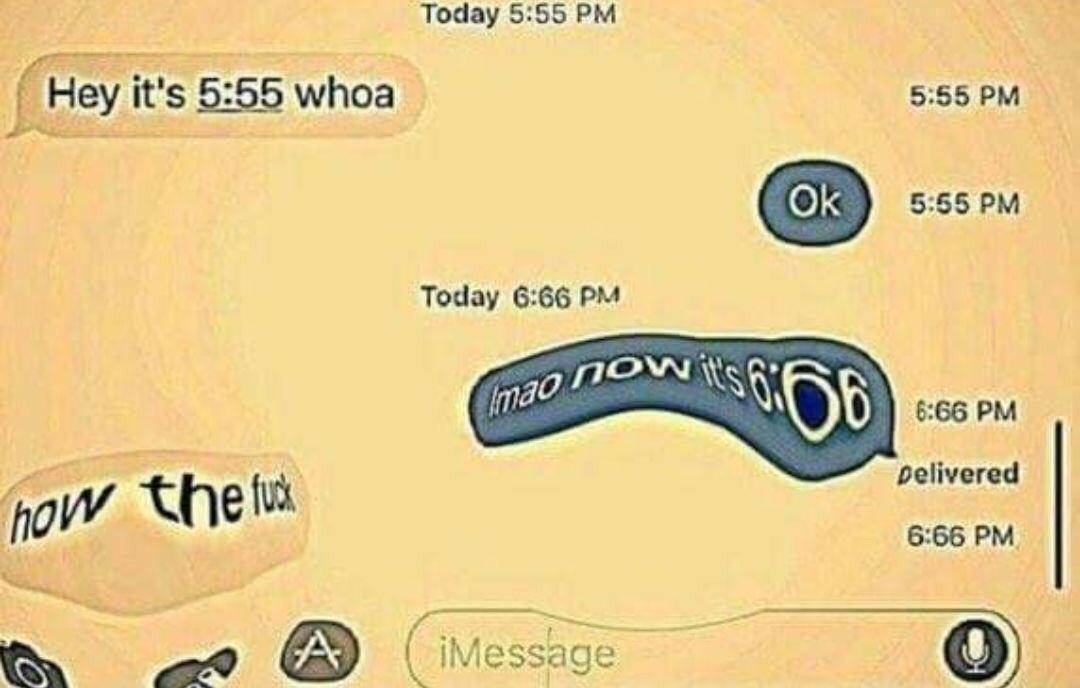 Today 5:55 PM
Hey it's 5:55 whoa
5:55 PM
Ok
5:55 PM
Today 6:66 PM
lmao now it's 6:66
6:66 PM
Delivered
how the fuck
6:66 PM
iMessage